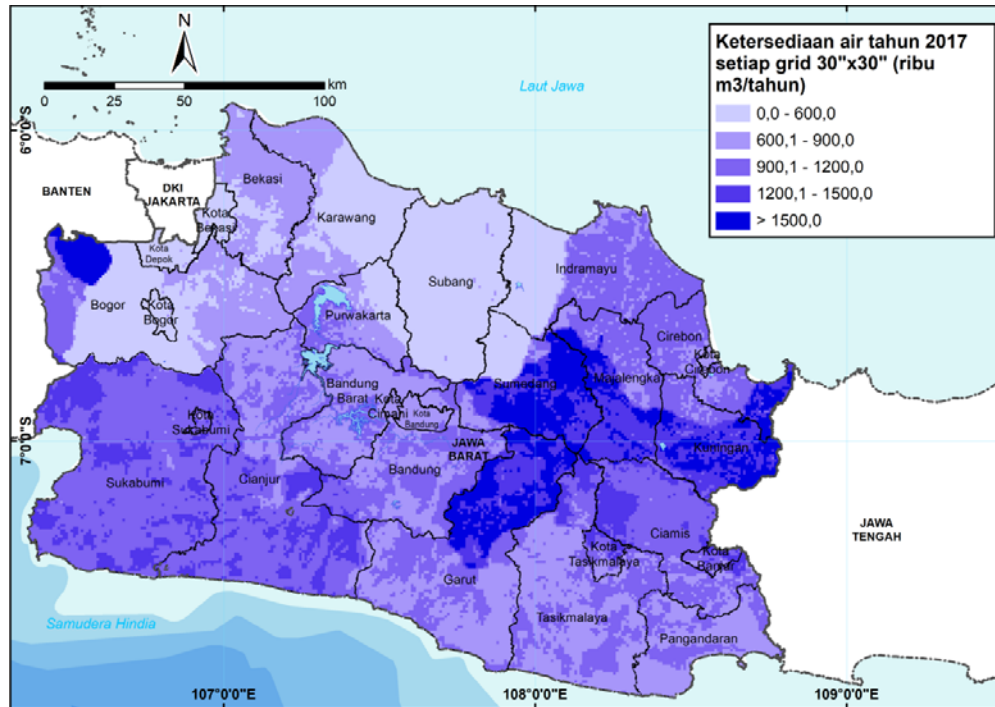 N
km
0 25 50 100
Laut Jawa
Ketersediaan air tahun 2017
setiap grid 30"x30" (ribu
m3/tahun)
0,0 - 600,0
600,1 - 900,0
900,1 - 1200,0
1200,1 - 1500,0
> 1500,0
6°0'0"S
7°0'0"S
BANTEN
DKI
JAKARTA
Bekasi
Kota
Bekasi
Karawang
Kota
Depok
Subang
Indramayu
Bogor
Kota
Bogor
Purwakarta
Cirebon
Kota
Cirebon
Bandung
Barat
Kota
Cimahi
Kota
Bandung
Sumedang
Majalengka
Kota
Sukabumi
JAWA
BARAT
Kuningan
Sukabumi
Cianjur
Bandung
Ciamis
JAWA
TENGAH
Kota
Tasikmalaya
Kota
Banjar
Garut
Tasikmalaya
Pangandaran
Samudera Hindia
107°0'0"E
108°0'0"E
109°0'0"E